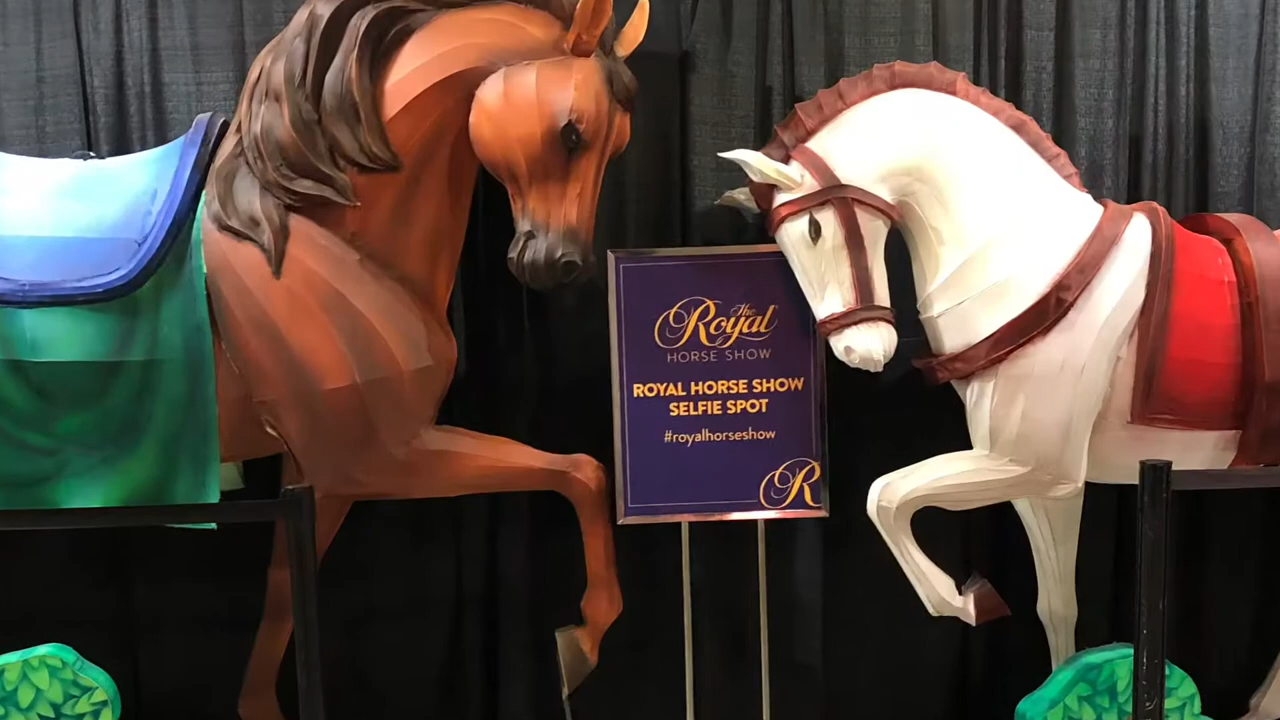 The
Royal
HORSE SHOW
ROYAL HORSE SHOW
SELFIE SPOT
#royalhorseshow
R